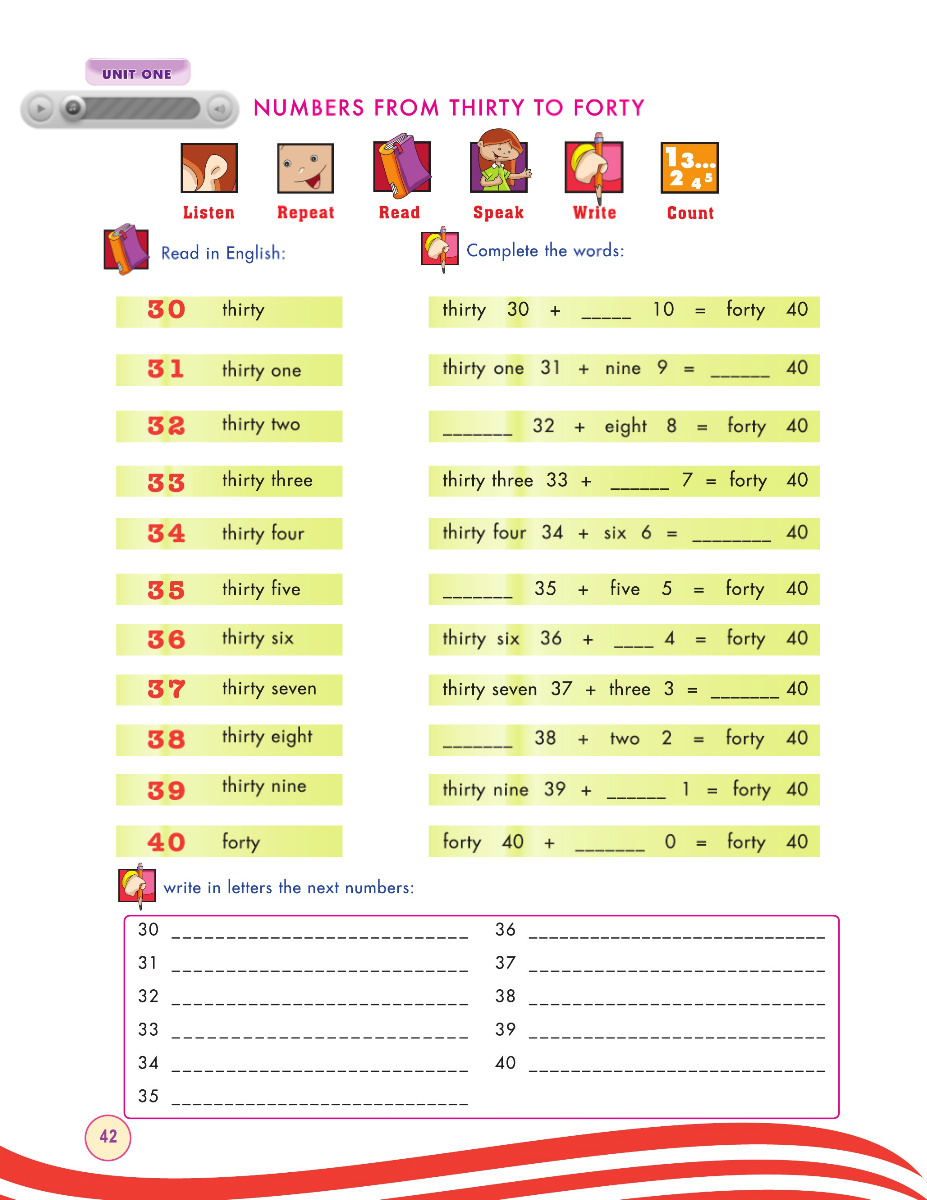 UNIT ONE
NUMBERS FROM THIRTY TO FORTY
1 3... 2 4 5
Listen Repeat Read Speak Write Count
Read in English:
30 thirty
31 thirty one
32 thirty two
33 thirty three
34 thirty four
35 thirty five
36 thirty six
37 thirty seven
38 thirty eight
39 thirty nine
40 forty
Complete the words:
thirty 30 + _____ 10 = forty 40
thirty one 31 + nine 9 = ______ 40
_______ 32 + eight 8 = forty 40
thirty three 33 + ______ 7 = forty 40
thirty four 34 + six 6 = ________ 40
_______ 35 + five 5 = forty 40
thirty six 36 + ____ 4 = forty 40
thirty seven 37 + three 3 = _______ 40
_______ 38 + two 2 = forty 40
thirty nine 39 + ______ 1 = forty 40
forty 40 + _______ 0 = forty 40
write in letters the next numbers:
30 ___________________________
31 ___________________________
32 ___________________________
33 ___________________________
34 ___________________________
35 ___________________________
36 ___________________________
37 ___________________________
38 ___________________________
39 ___________________________
40 ___________________________
42